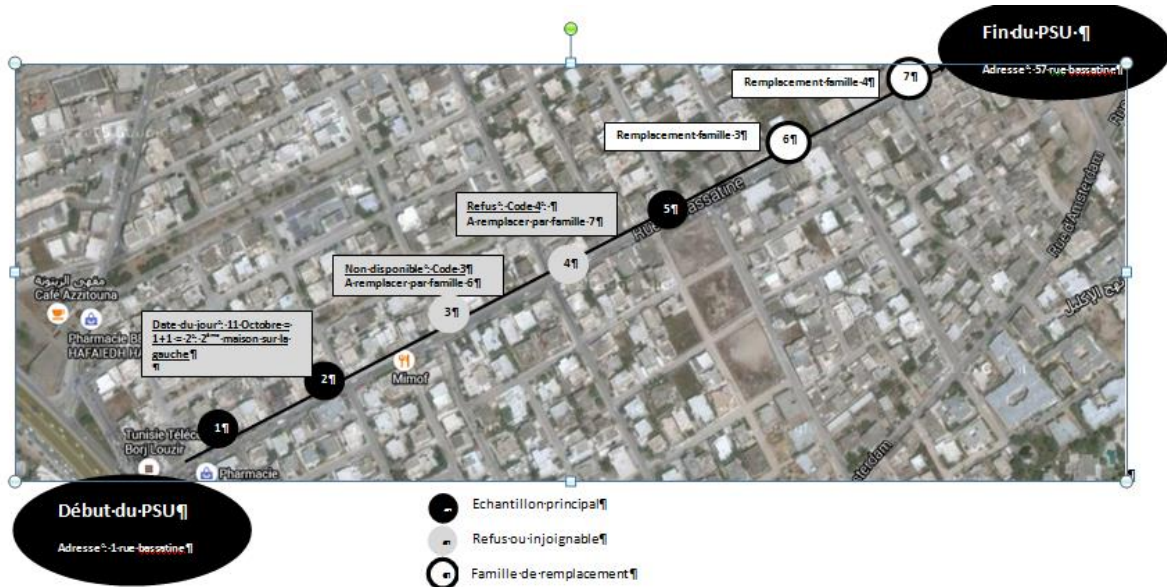 Fin du PSU ¶
Adresse : 57 rue bassatine¶
Remplacement famille 4¶
7¶
Remplacement famille 3¶
6¶
Refus : Code 4 : ¶
A remplacer par famille 7¶
5¶
Rue d'Amsterdam
Non disponible : Code 3¶
A remplacer par famille 6¶
4¶
مقهى الزيتونة
Café Azzitouna
3¶
Date du jour : 11 Octobre =
1+1 = 2 : 2ème maison sur la
gauche¶
¶
2¶
Mimof
1¶
Borj Louzir
Pharmacie
Début du PSU¶
Adresse : 1 rue bassatine¶
Echantillon principal¶
Refus ou injoignable¶
Famille de remplacement¶